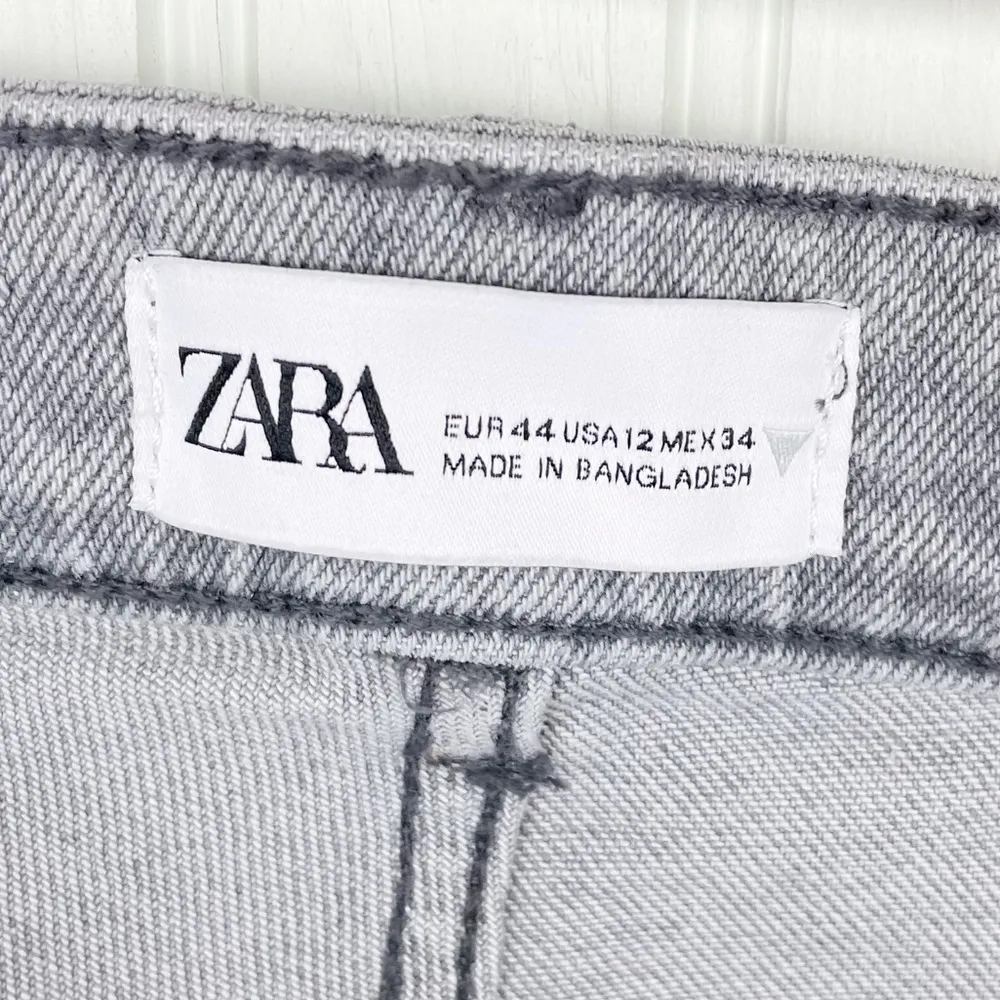 ZARA
EUR 44 USA 12 MEX 34
MADE IN BANGLADESH